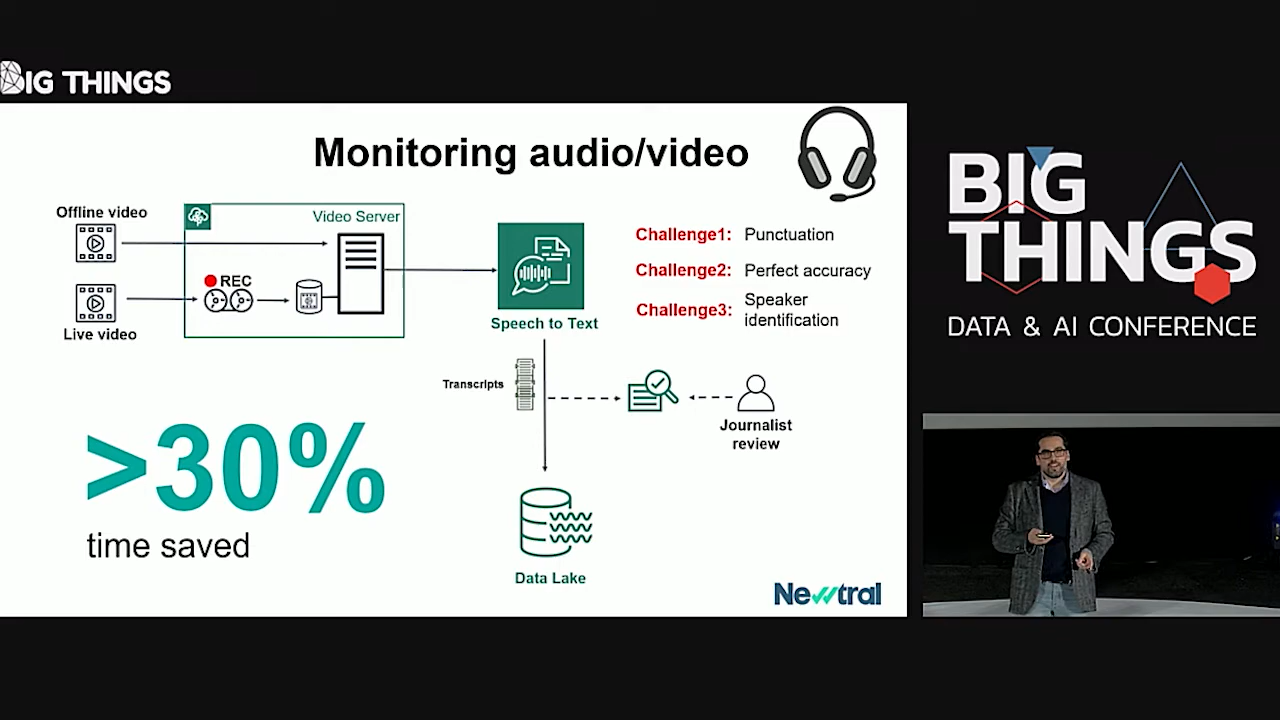 BIG THINGS
Monitoring audio/video
Offline video
Video Server
REC
Live video
Speech to Text
Challenge1: Punctuation
Challenge2: Perfect accuracy
Challenge3: Speaker
identification
Transcripts
Journalist
review
>30%
time saved
Data Lake
Newtral
BIG
THINGS
DATA & AI CONFERENCE